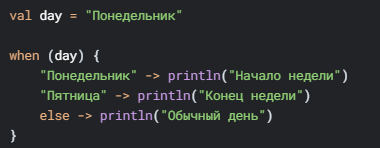 val day = "Понедельник"

when (day) {
    "Понедельник" -> println("Начало недели")
    "Пятница" -> println("Конец недели")
    else -> println("Обычный день")
}